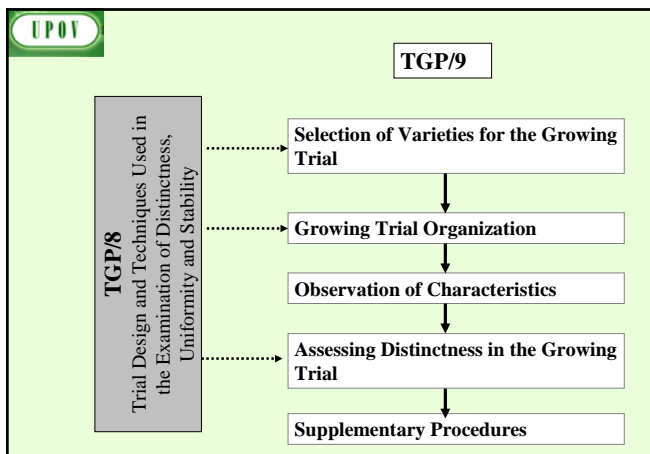 UPOV
TGP/9
TGP/8
Trial Design and Techniques Used in
the Examination of Distinctness,
Uniformity and Stability
Selection of Varieties for the Growing
Trial
Growing Trial Organization
Observation of Characteristics
Assessing Distinctness in the Growing
Trial
Supplementary Procedures